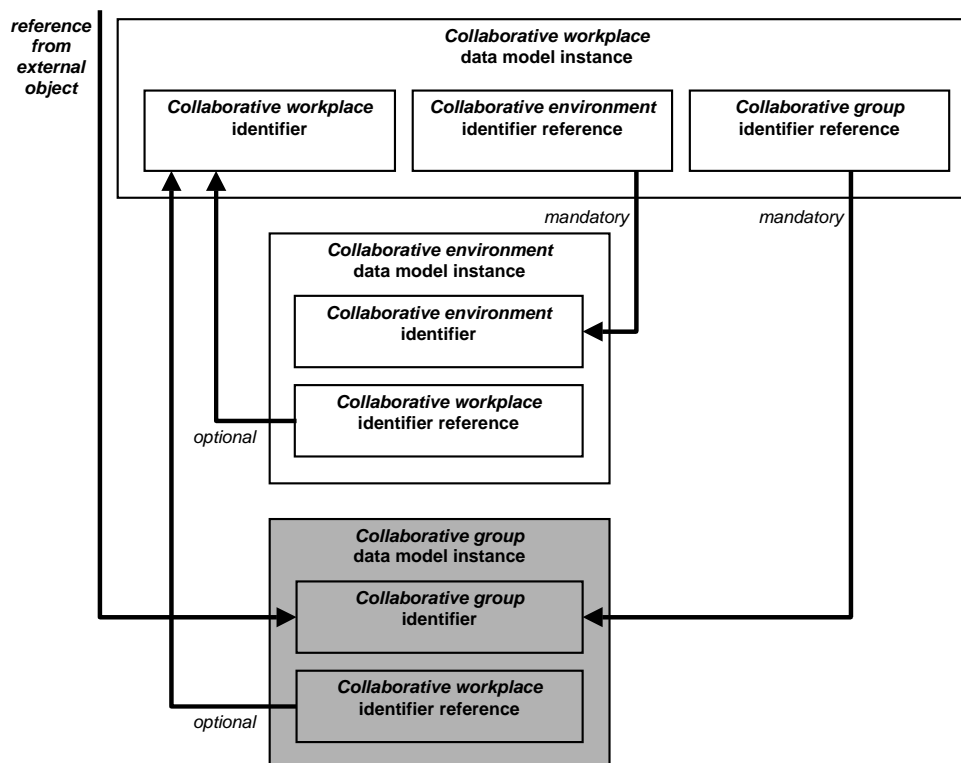 reference
from
external
object
Collaborative workplace
data model instance
Collaborative workplace
identifier
Collaborative environment
identifier reference
Collaborative group
identifier reference
mandatory
mandatory
Collaborative environment
data model instance
Collaborative environment
identifier
Collaborative workplace
identifier reference
optional
Collaborative group
data model instance
Collaborative group
identifier
Collaborative workplace
identifier reference
optional